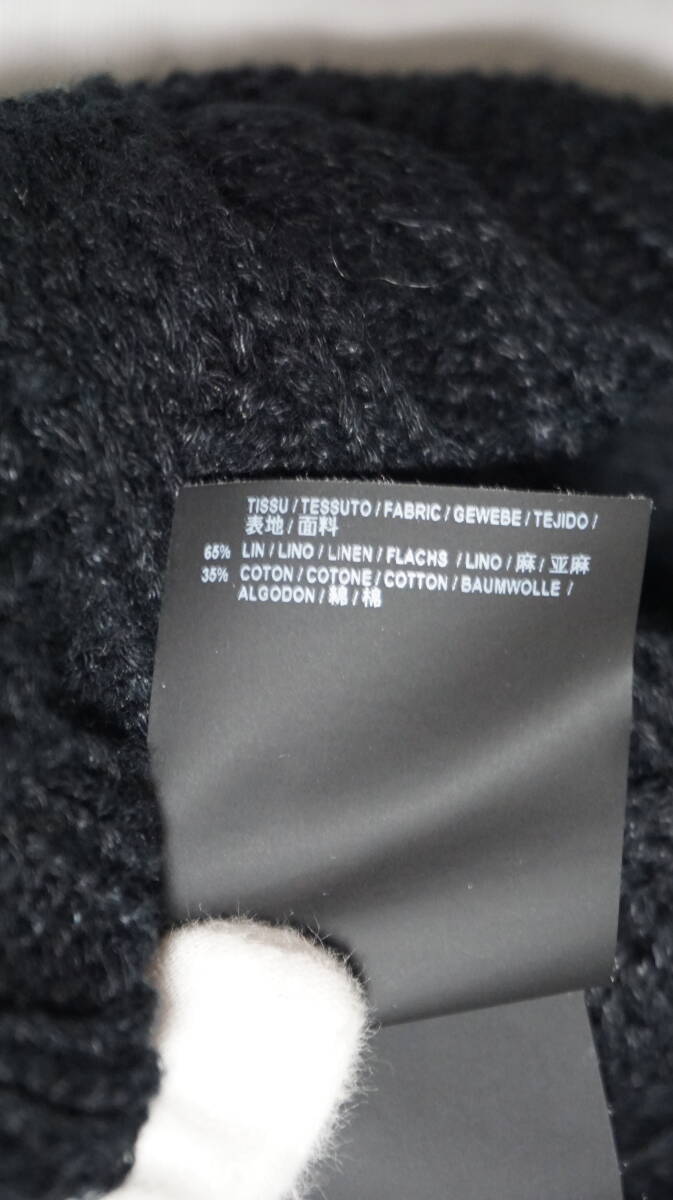 TISSU / TESSUTO / FABRIC / GEWEBE / TEJIDO /
表地 / 面料
65% LIN / LINO / LINEN / FLACHS / LINO / 麻 / 亚麻
35% COTON / COTONE / COTTON / BAUMWOLLE /
ALGODON / 綿 / 棉